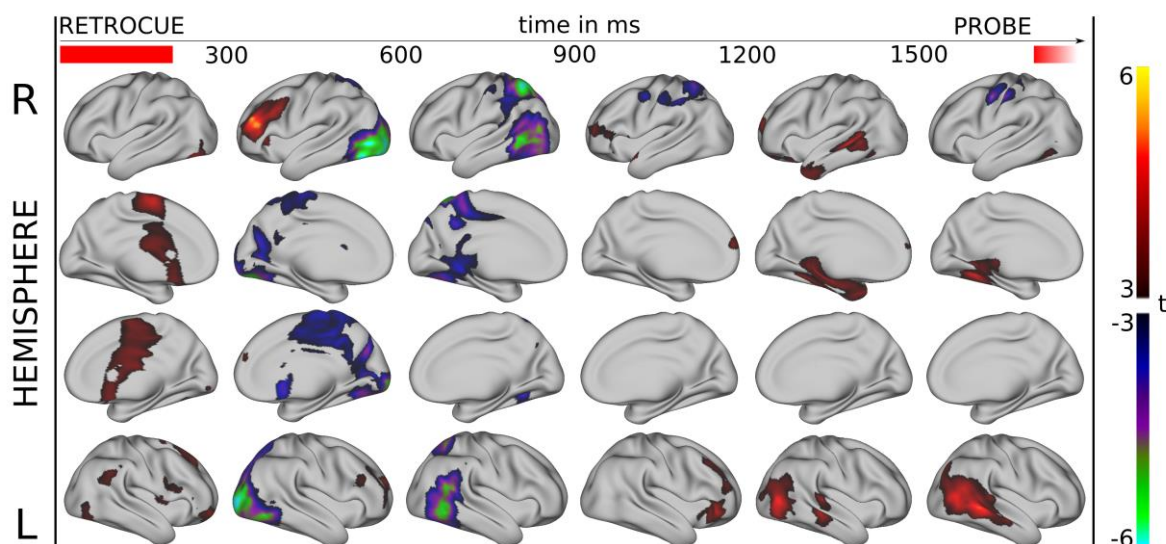 RETROCUE time in ms PROBE
300 600 900 1200 1500
R
HEMISPHERE
L
6
3
-3
t
-6